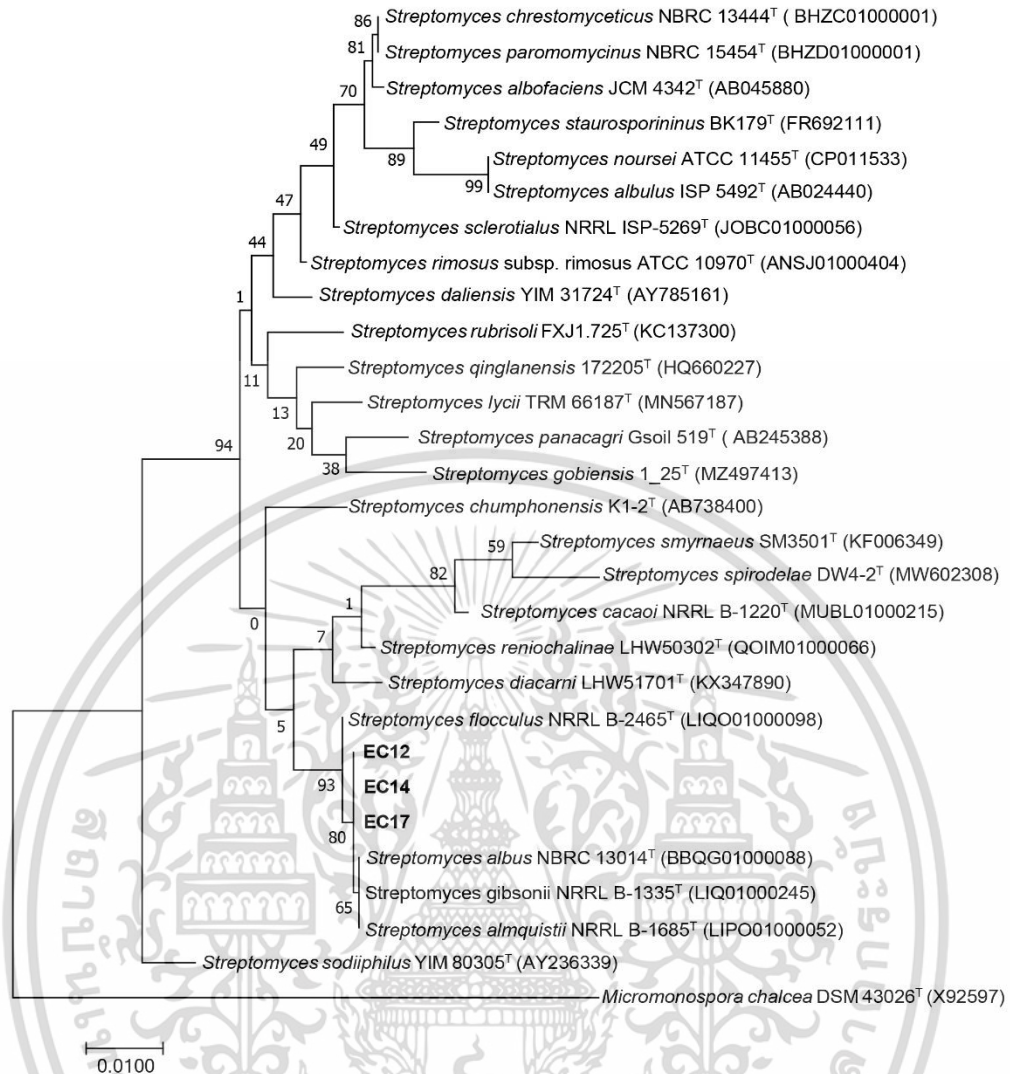 86
Streptomyces chrestomyceticus NBRC 13444ᵀ ( BHZC01000001)
81
Streptomyces paromomycinus NBRC 15454ᵀ (BHZD01000001)
70
Streptomyces albofaciens JCM 4342ᵀ (AB045880)
Streptomyces staurosporininus BK179ᵀ (FR692111)
49
89
Streptomyces noursei ATCC 11455ᵀ (CP011533)
99
Streptomyces albulus ISP 5492ᵀ (AB024440)
47
Streptomyces sclerotialus NRRL ISP-5269ᵀ (JOBC01000056)
44
Streptomyces rimosus subsp. rimosus ATCC 10970ᵀ (ANSJ01000404)
1
Streptomyces daliensis YIM 31724ᵀ (AY785161)
Streptomyces rubrisoli FXJ1.725ᵀ (KC137300)
11
Streptomyces qinglanensis 172205ᵀ (HQ660227)
13
Streptomyces lycii TRM 66187ᵀ (MN567187)
94
20
Streptomyces panacagri Gsoil 519ᵀ ( AB245388)
38
Streptomyces gobiensis 1_25ᵀ (MZ497413)
Streptomyces chumphonensis K1-2ᵀ (AB738400)
59
Streptomyces smyrnaeus SM3501ᵀ (KF006349)
82
Streptomyces spirodelae DW4-2ᵀ (MW602308)
1
Streptomyces cacaoi NRRL B-1220ᵀ (MUBL01000215)
0
7
Streptomyces reniochalinae LHW50302ᵀ (QOIM01000066)
Streptomyces diacarni LHW51701ᵀ (KX347890)
5
Streptomyces flocculus NRRL B-2465ᵀ (LIQO01000098)
EC12
93
EC14
EC17
80
Streptomyces albus NBRC 13014ᵀ (BBQG01000088)
Streptomyces gibsonii NRRL B-1335ᵀ (LIQ01000245)
65
Streptomyces almquistii NRRL B-1685ᵀ (LIPO01000052)
Streptomyces sodiiphilus YIM 80305ᵀ (AY236339)
Micromonospora chalcea DSM 43026ᵀ (X92597)
0.0100